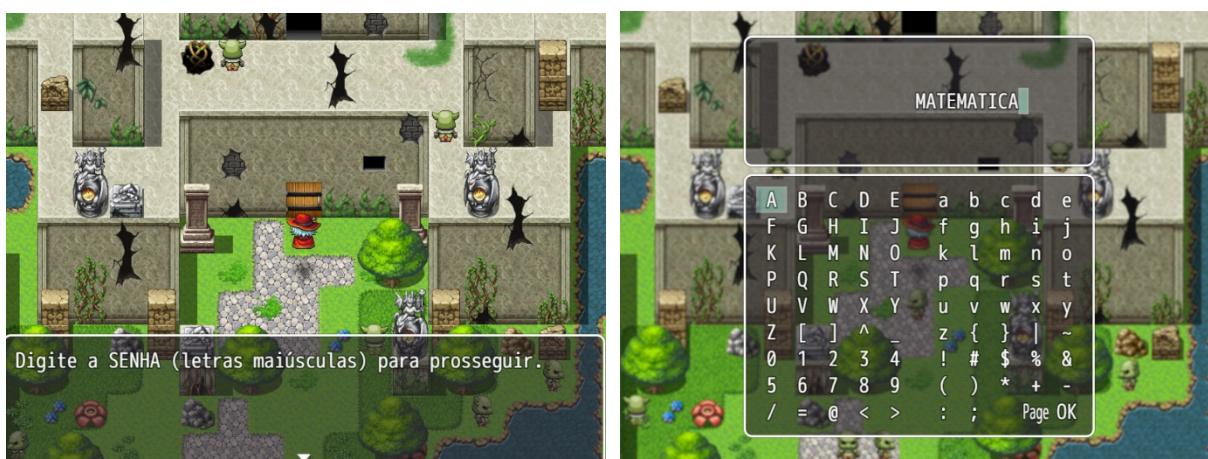 Digite a SENHA (letras maiúsculas) para prosseguir.
MATEMATICA
A B C D E a b c d e
F G H I J f g h i j
K L M N O k l m n o
P Q R S T p q r s t
U V W X Y u v w x y
Z [ ] ^ _ z { } | ~
0 1 2 3 4 ! # $ % &
5 6 7 8 9 ( ) * + -
/ = @ < > : ; Page OK